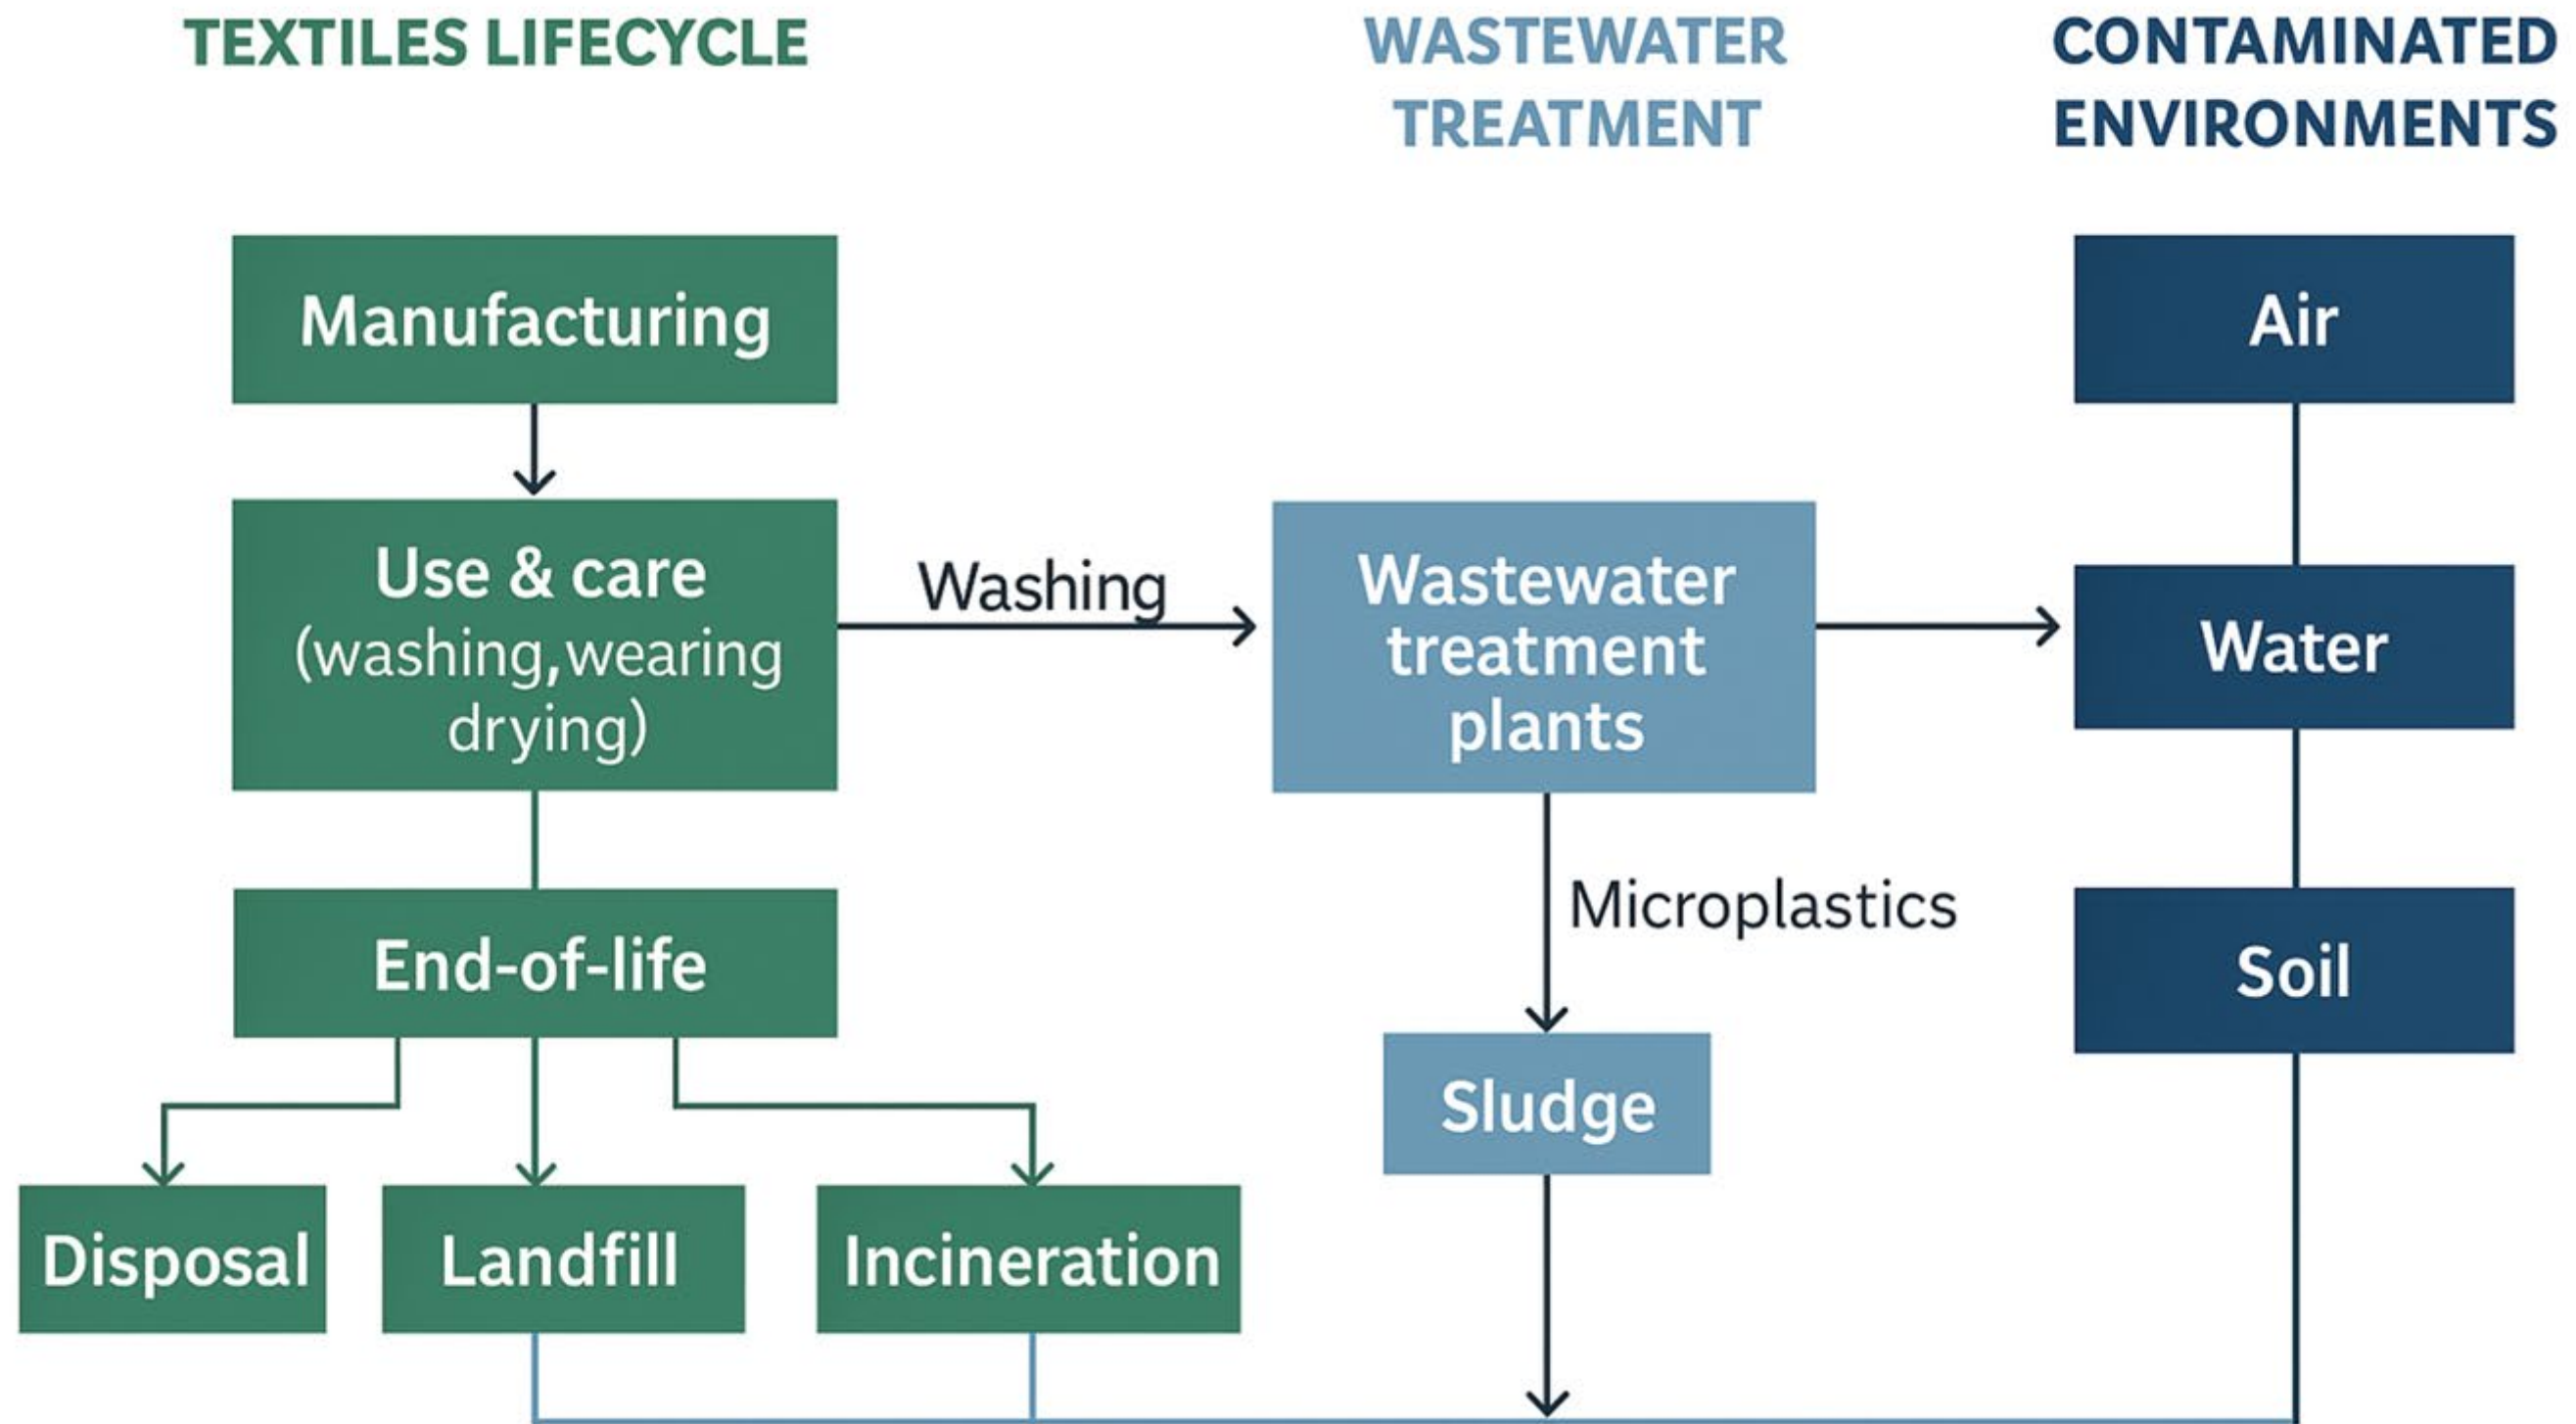 TEXTILES LIFECYCLE
WASTEWATER
TREATMENT
CONTAMINATED
ENVIRONMENTS
Manufacturing
Air
Use & care
(washing,wearing
drying)
Washing
Wastewater
treatment
plants
Water
End-of-life
Microplastics
Soil
Sludge
Disposal
Landfill
Incineration